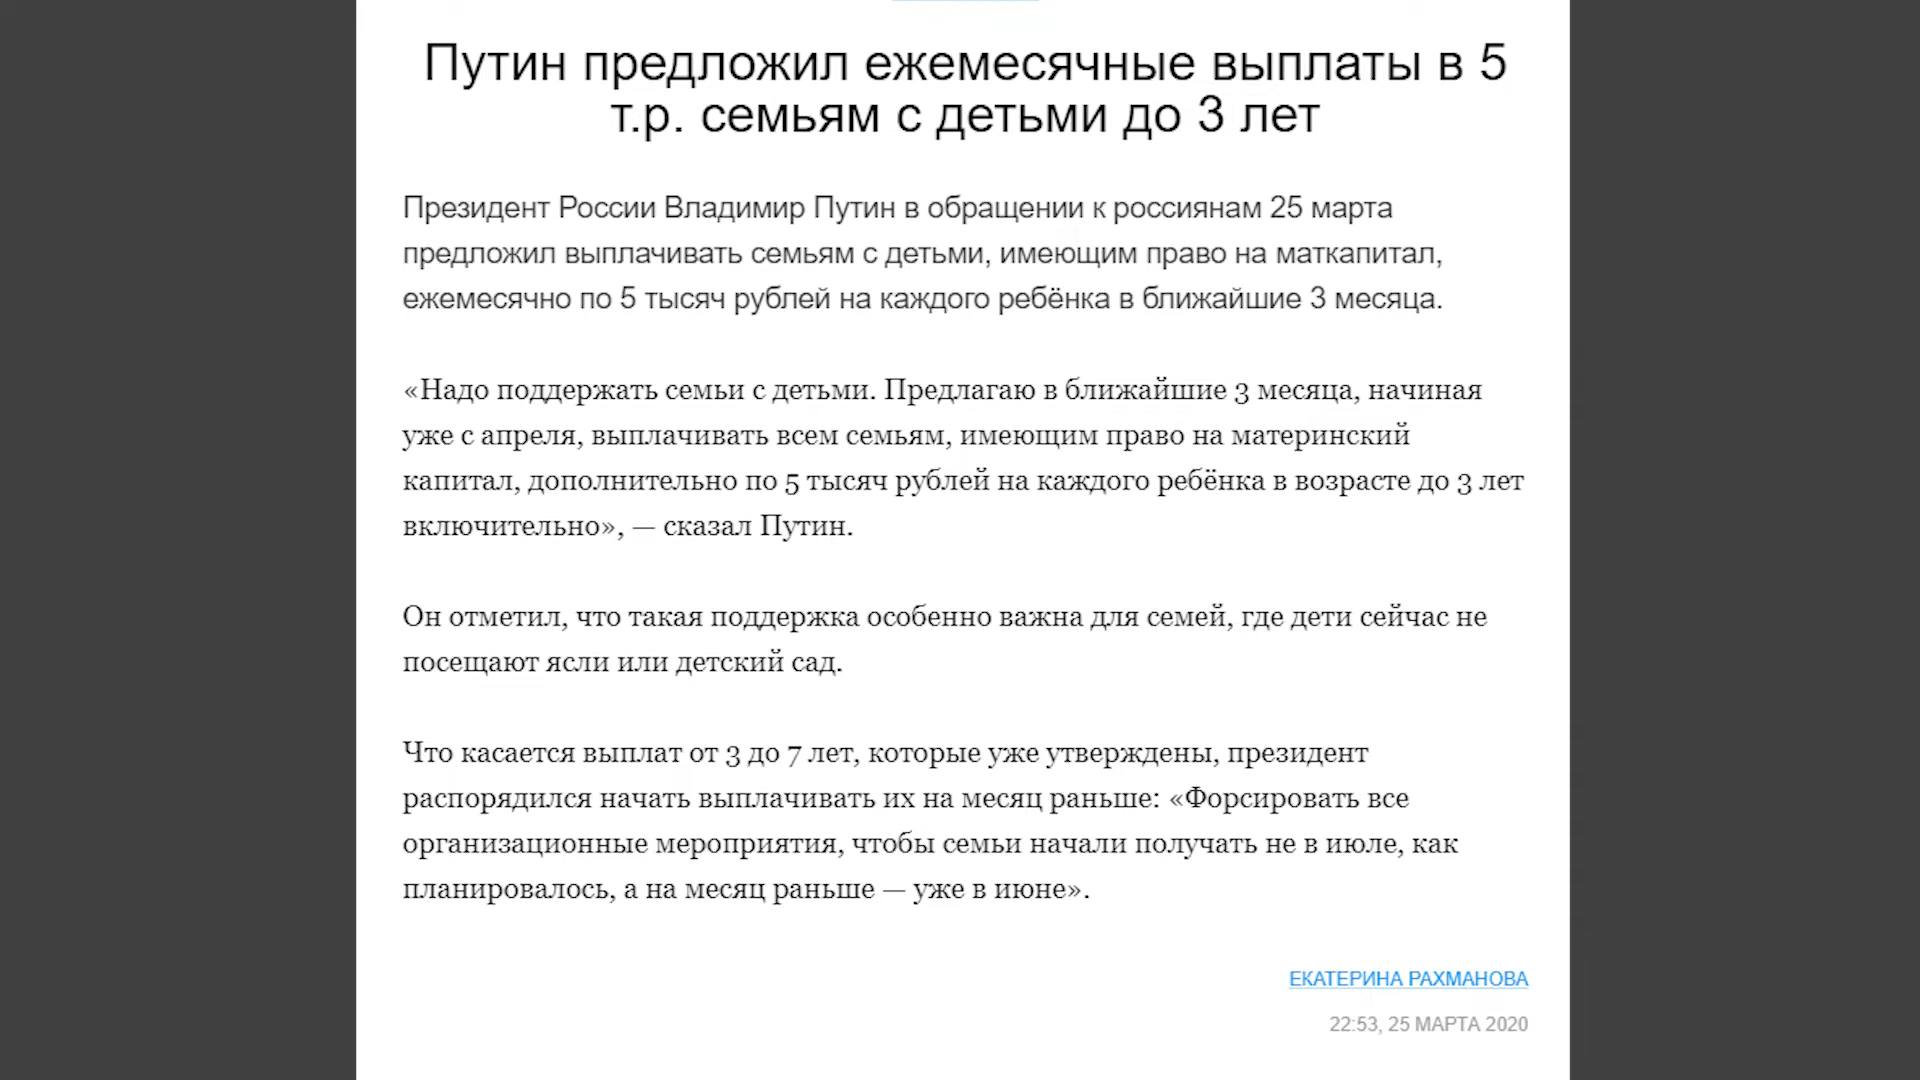 Путин предложил ежемесячные выплаты в 5
т.р. семьям с детьми до 3 лет
Президент России Владимир Путин в обращении к россиянам 25 марта
предложил выплачивать семьям с детьми, имеющим право на маткапитал,
ежемесячно по 5 тысяч рублей на каждого ребёнка в ближайшие 3 месяца.
«Надо поддержать семьи с детьми. Предлагаю в ближайшие 3 месяца, начиная
уже с апреля, выплачивать всем семьям, имеющим право на материнский
капитал, дополнительно по 5 тысяч рублей на каждого ребёнка в возрасте до 3 лет
включительно», — сказал Путин.
Он отметил, что такая поддержка особенно важна для семей, где дети сейчас не
посещают ясли или детский сад.
Что касается выплат от 3 до 7 лет, которые уже утверждены, президент
распорядился начать выплачивать их на месяц раньше: «Форсировать все
организационные мероприятия, чтобы семьи начали получать не в июле, как
планировалось, а на месяц раньше — уже в июне».
ЕКАТЕРИНА РАХМАНОВА
22:53, 25 МАРТА 2020